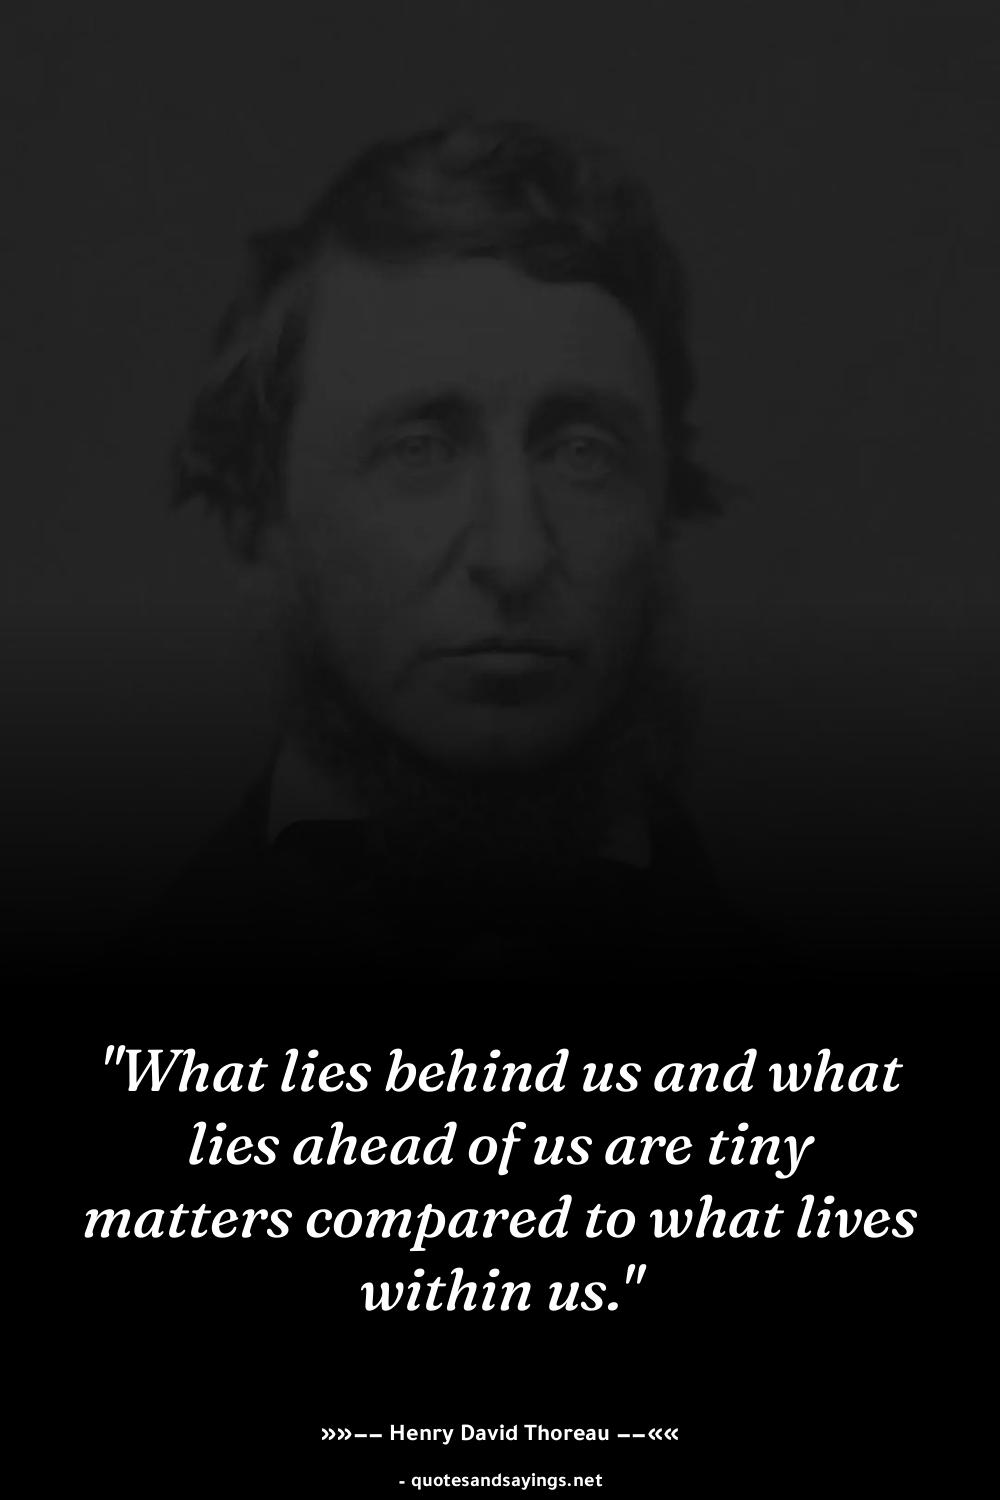 "What lies behind us and what
lies ahead of us are tiny
matters compared to what lives
within us."
»»—— Henry David Thoreau ——««
- quotesandsayings.net